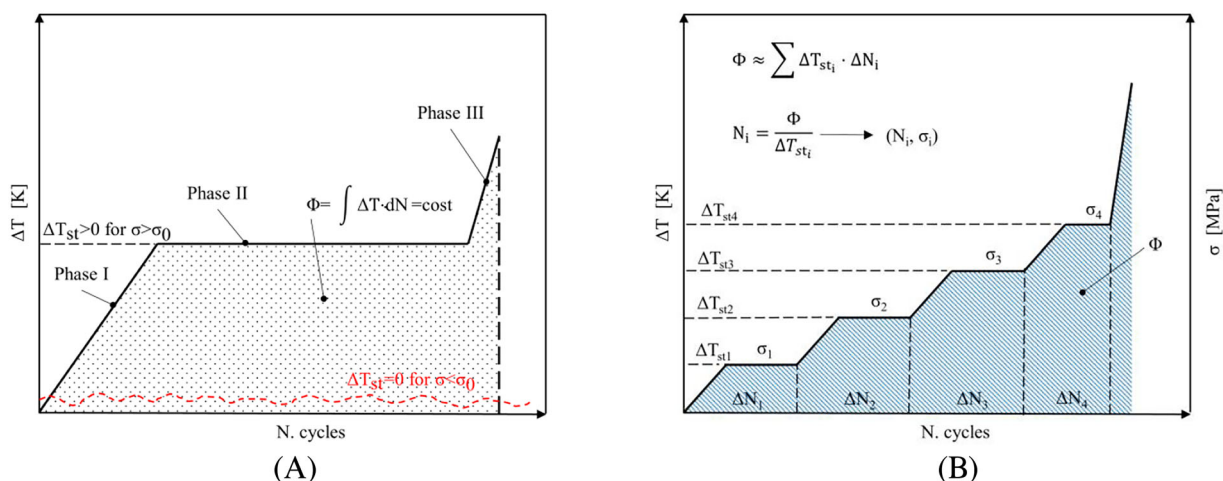 ΔT [K]
Phase III
Phase II
Φ= ∫ ΔT·dN =cost
ΔTst>0 for σ>σ0
Phase I
ΔTst=0 for σ<σ0
N. cycles
(A)
ΔT [K]
σ [MPa]
Φ ≈ ∑ ΔTsti · ΔNi
Ni = Φ / ΔTsti → (Ni, σi)
ΔTst4
σ4
ΔTst3
σ3
Φ
ΔTst2
σ2
ΔTst1
σ1
ΔN1
ΔN2
ΔN3
ΔN4
N. cycles
(B)